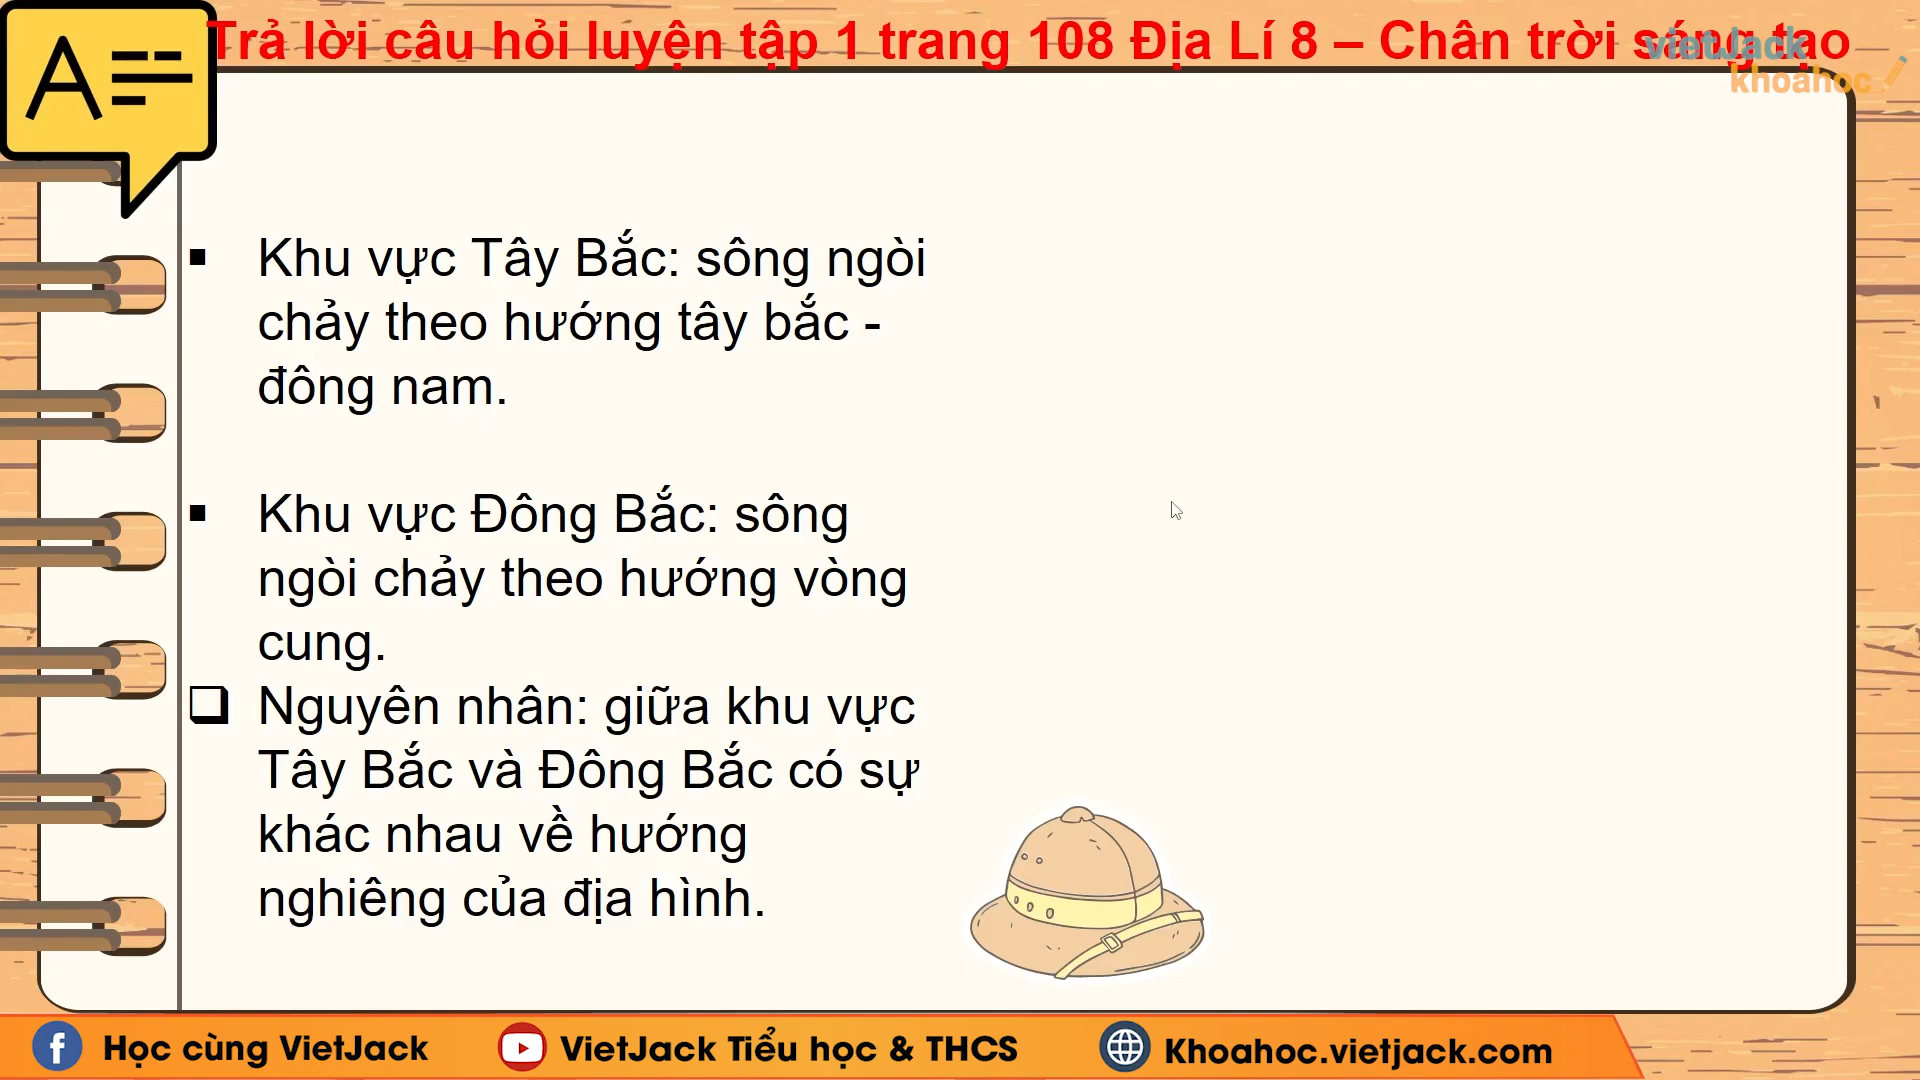 Trả lời câu hỏi luyện tập 1 trang 108 Địa Lí 8 – Chân trời sáng tạo
vietJack
khoahoc
A
Khu vực Tây Bắc: sông ngòi
chảy theo hướng tây bắc -
đông nam.
Khu vực Đông Bắc: sông
ngòi chảy theo hướng vòng
cung.
Nguyên nhân: giữa khu vực
Tây Bắc và Đông Bắc có sự
khác nhau về hướng
nghiêng của địa hình.
Học cùng VietJack
VietJack Tiểu học & THCS
Khoahoc.vietjack.com